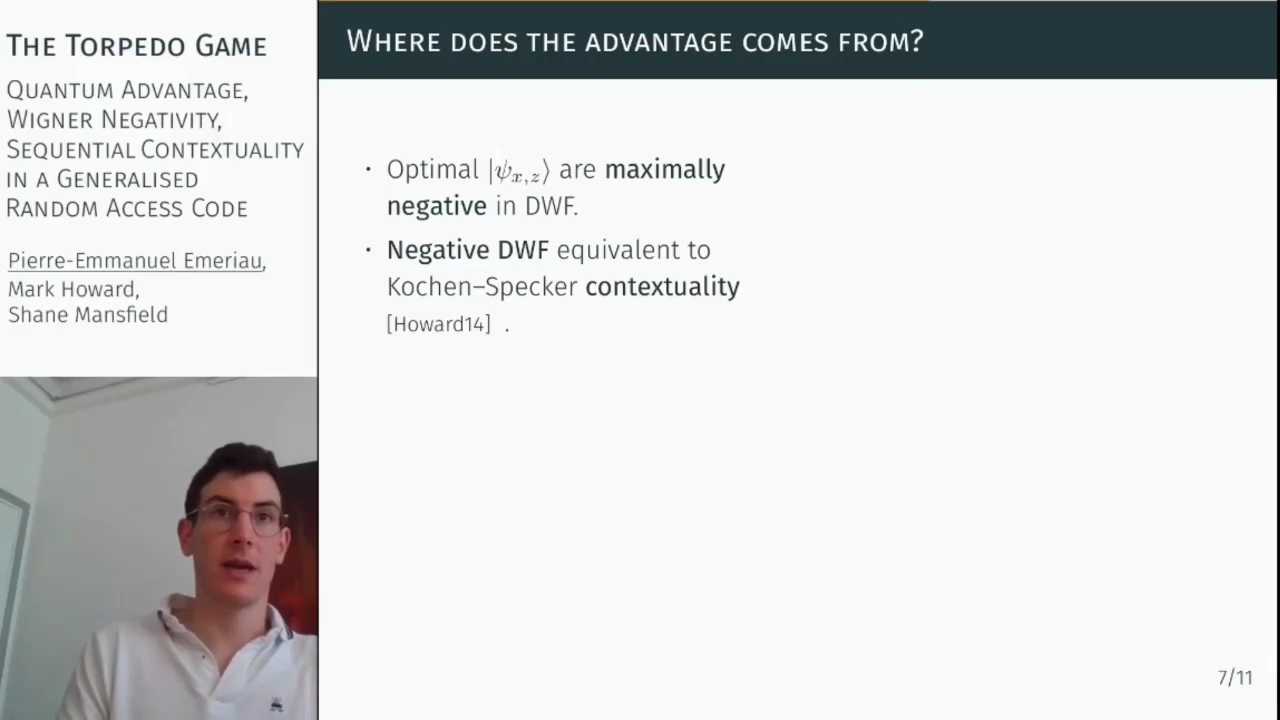 THE TORPEDO GAME
QUANTUM ADVANTAGE,
WIGNER NEGATIVITY,
SEQUENTIAL CONTEXTUALITY
IN A GENERALISED
RANDOM ACCESS CODE
Pierre-Emmanuel Emeriau,
Mark Howard,
Shane Mansfield
WHERE DOES THE ADVANTAGE COMES FROM?
· Optimal |ψx,z⟩ are maximally
negative in DWF.
· Negative DWF equivalent to
Kochen–Specker contextuality
[Howard14] .
7/11